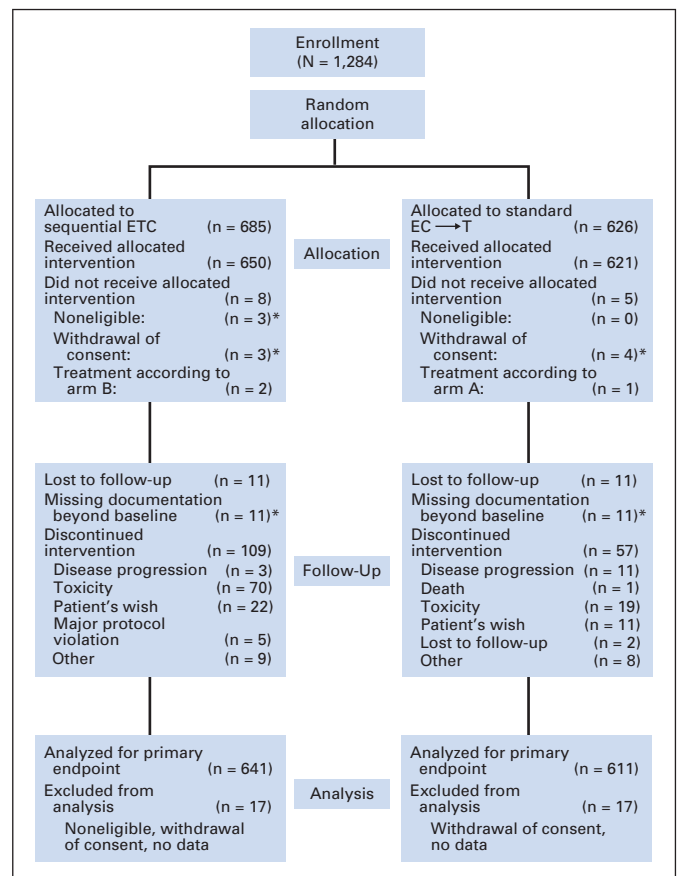 Enrollment
(N = 1,284)
Random
allocation
Allocated to
sequential ETC (n = 685)
Received allocated
intervention (n = 650)
Did not receive allocated
intervention (n = 8)
Noneligible: (n = 3)*
Withdrawal of
consent: (n = 3)*
Treatment according to
arm B: (n = 2)
Allocation
Allocated to standard
EC → T (n = 626)
Received allocated
intervention (n = 621)
Did not receive allocated
intervention (n = 5)
Noneligible: (n = 0)
Withdrawal of
consent: (n = 4)*
Treatment according to
arm A: (n = 1)
Lost to follow-up (n = 11)
Missing documentation
beyond baseline (n = 11)*
Discontinued
intervention (n = 109)
Disease progression (n = 3)
Toxicity (n = 70)
Patient's wish (n = 22)
Major protocol
violation (n = 5)
Other (n = 9)
Follow-Up
Lost to follow-up (n = 11)
Missing documentation
beyond baseline (n = 11)*
Discontinued
intervention (n = 57)
Disease progression (n = 11)
Death (n = 1)
Toxicity (n = 19)
Patient's wish (n = 11)
Lost to follow-up (n = 2)
Other (n = 8)
Analyzed for primary
endpoint (n = 641)
Excluded from
analysis (n = 17)
Noneligible, withdrawal
of consent, no data
Analysis
Analyzed for primary
endpoint (n = 611)
Excluded from
analysis (n = 17)
Withdrawal of consent,
no data